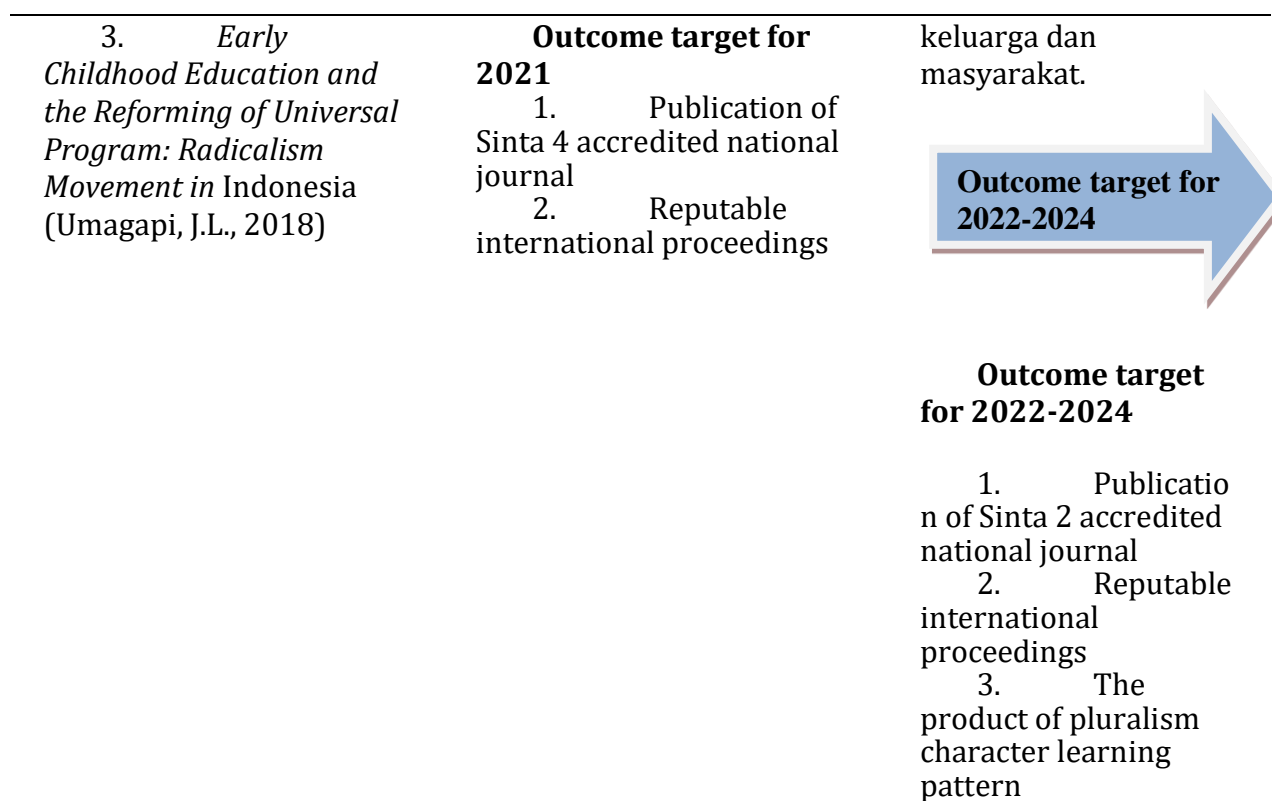 3. Early
Childhood Education and
the Reforming of Universal
Program: Radicalism
Movement in Indonesia
(Umagapi, J.L., 2018)
Outcome target for
2021
1. Publication of
Sinta 4 accredited national
journal
2. Reputable
international proceedings
keluarga dan
masyarakat.
Outcome target for
2022-2024
Outcome target
for 2022-2024
1. Publicatio
n of Sinta 2 accredited
national journal
2. Reputable
international
proceedings
3. The
product of pluralism
character learning
pattern